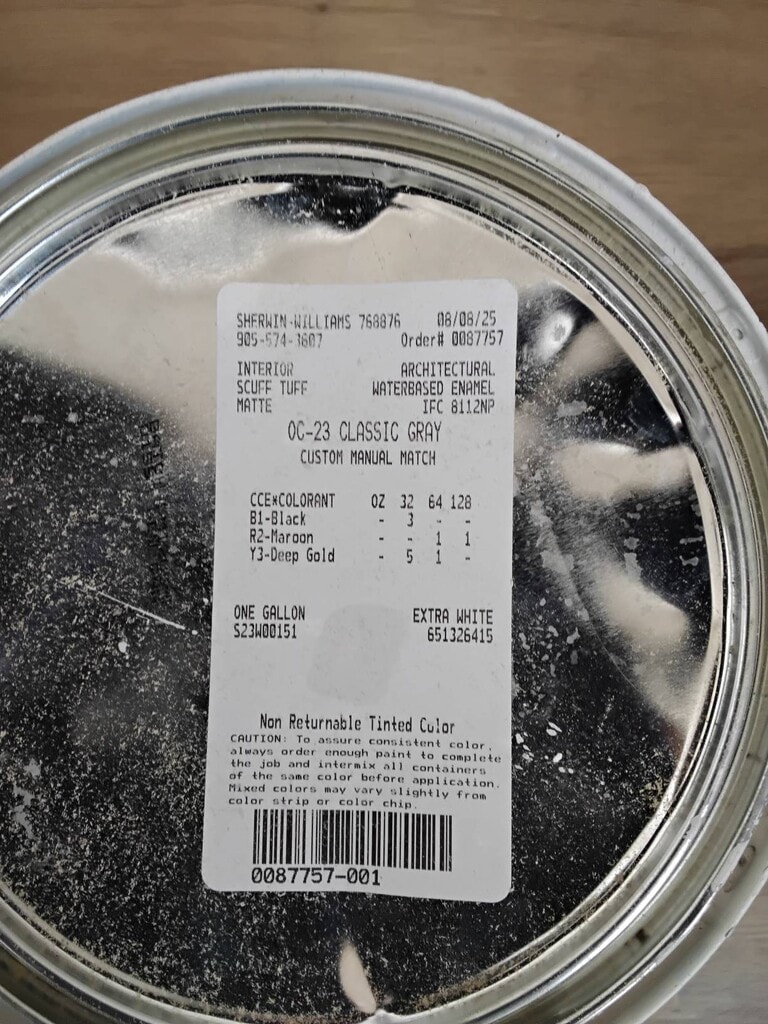 SHERWIN-WILLIAMS 768876 08/08/25
905-574-3607 Order# 0087757
INTERIOR ARCHITECTURAL
SCUFF TUFF WATERBASED ENAMEL
MATTE IFC 8112NP
OC-23 CLASSIC GRAY
CUSTOM MANUAL MATCH
CCE*COLORANT OZ 32 64 128
B1-Black - 3 - -
R2-Maroon - - 1 1
Y3-Deep Gold - 5 1 -
ONE GALLON EXTRA WHITE
S23W00151 651326415
Non Returnable Tinted Color
CAUTION: To assure consistent color,
always order enough paint to complete
the job and intermix all containers
of the same color before application.
Mixed colors may vary slightly from
color strip or color chip.
0087757-001